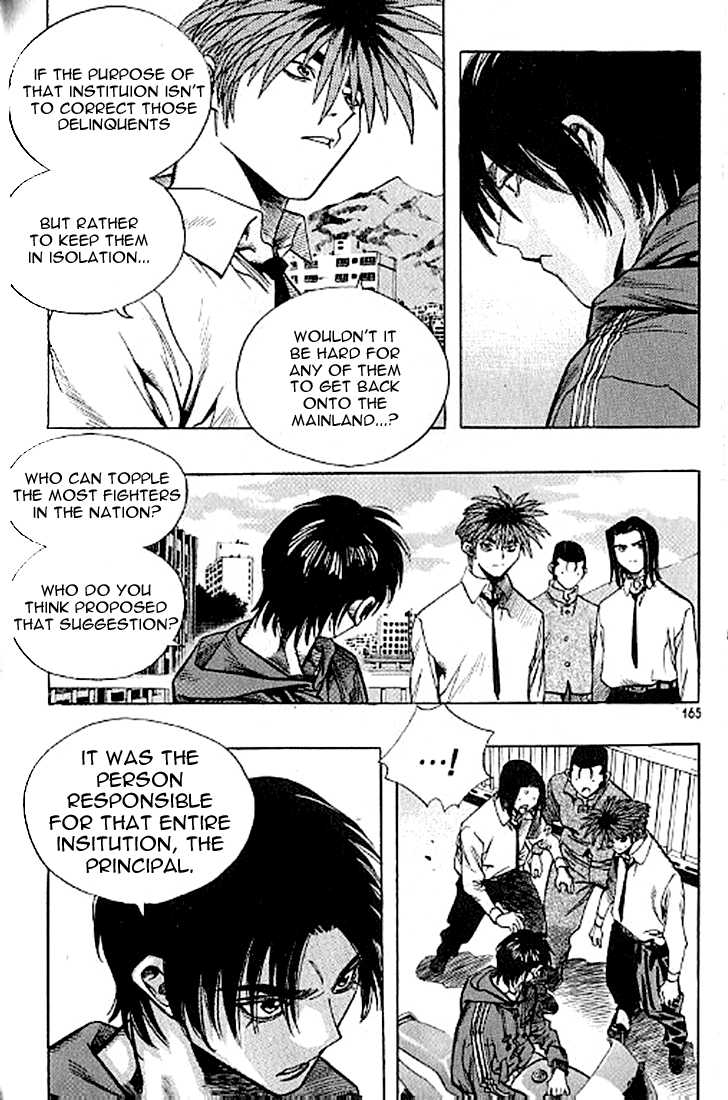 IF THE PURPOSE OF
THAT INSTITUION ISN'T
TO CORRECT THOSE
DELINQUENTS
BUT RATHER
TO KEEP THEM
IN ISOLATION...
WOULDN'T IT
BE HARD FOR
ANY OF THEM
TO GET BACK
ONTO THE
MAINLAND...?
WHO CAN TOPPLE
THE MOST FIGHTERS
IN THE NATION?
WHO DO YOU
THINK PROPOSED
THAT SUGGESTION?
165
IT WAS THE
PERSON
RESPONSIBLE
FOR THAT ENTIRE
INSITUTION, THE
PRINCIPAL.
...!